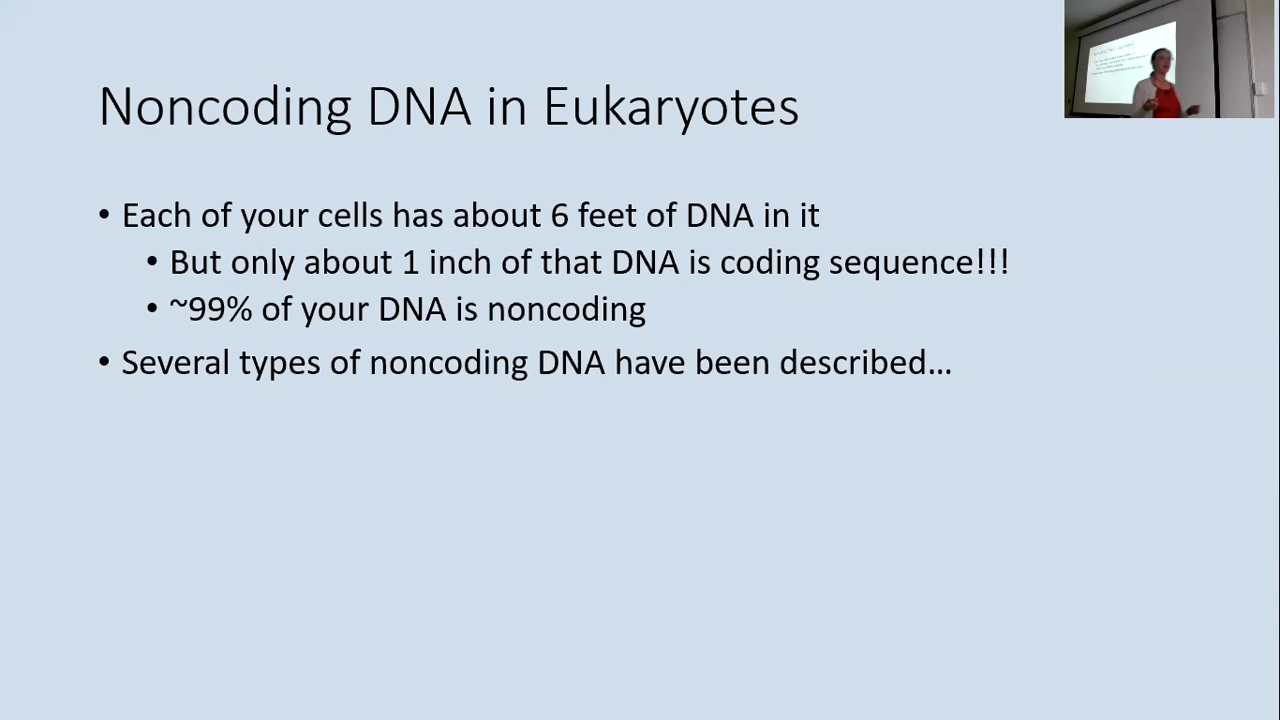 Noncoding DNA in Eukaryotes
• Each of your cells has about 6 feet of DNA in it
• But only about 1 inch of that DNA is coding sequence!!!
• ~99% of your DNA is noncoding
• Several types of noncoding DNA have been described…